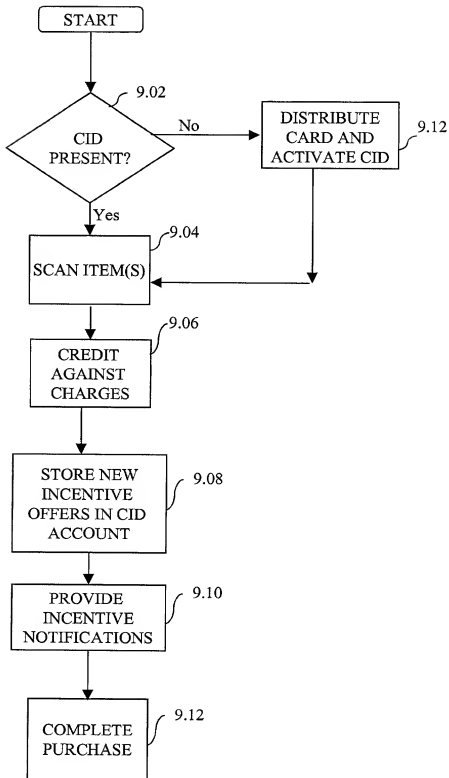 START
9.02
CID
PRESENT?
No
DISTRIBUTE
CARD AND
ACTIVATE CID
9.12
Yes
9.04
SCAN ITEM(S)
9.06
CREDIT
AGAINST
CHARGES
STORE NEW
INCENTIVE
OFFERS IN CID
ACCOUNT
9.08
PROVIDE
INCENTIVE
NOTIFICATIONS
9.10
COMPLETE
PURCHASE
9.12